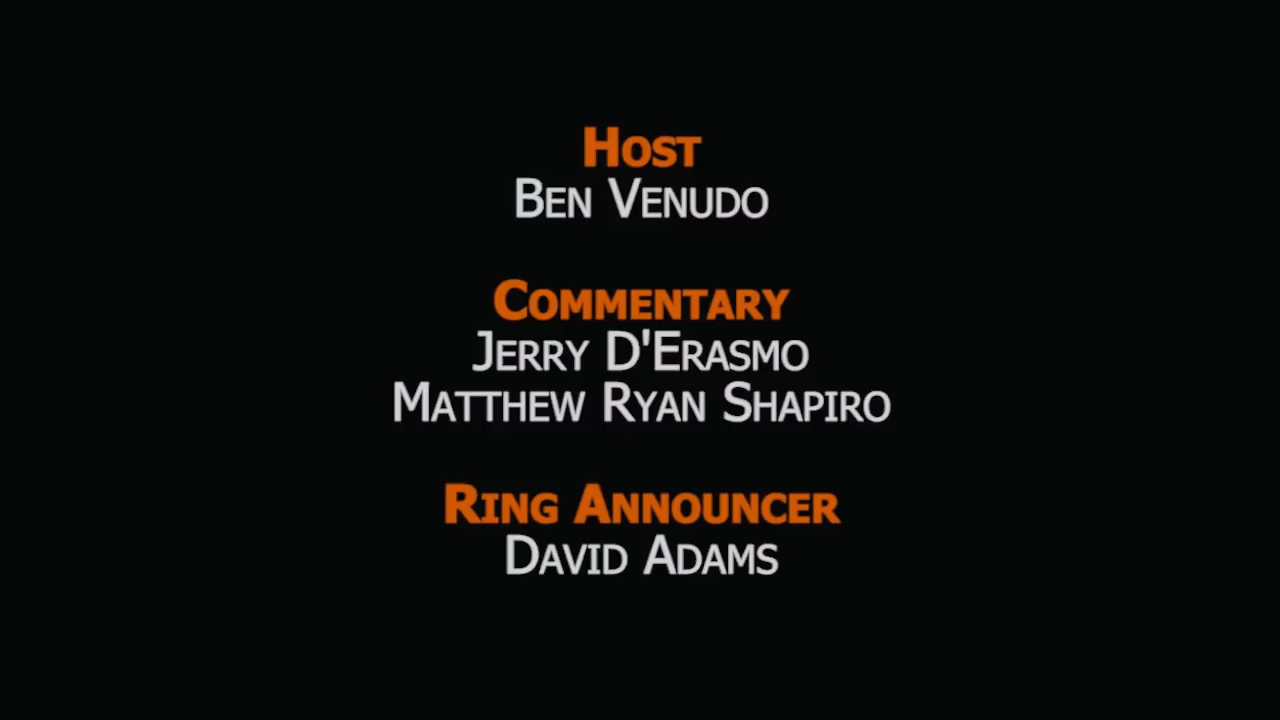 Host
Ben Venudo
Commentary
Jerry D'Erasmo
Matthew Ryan Shapiro
Ring Announcer
David Adams